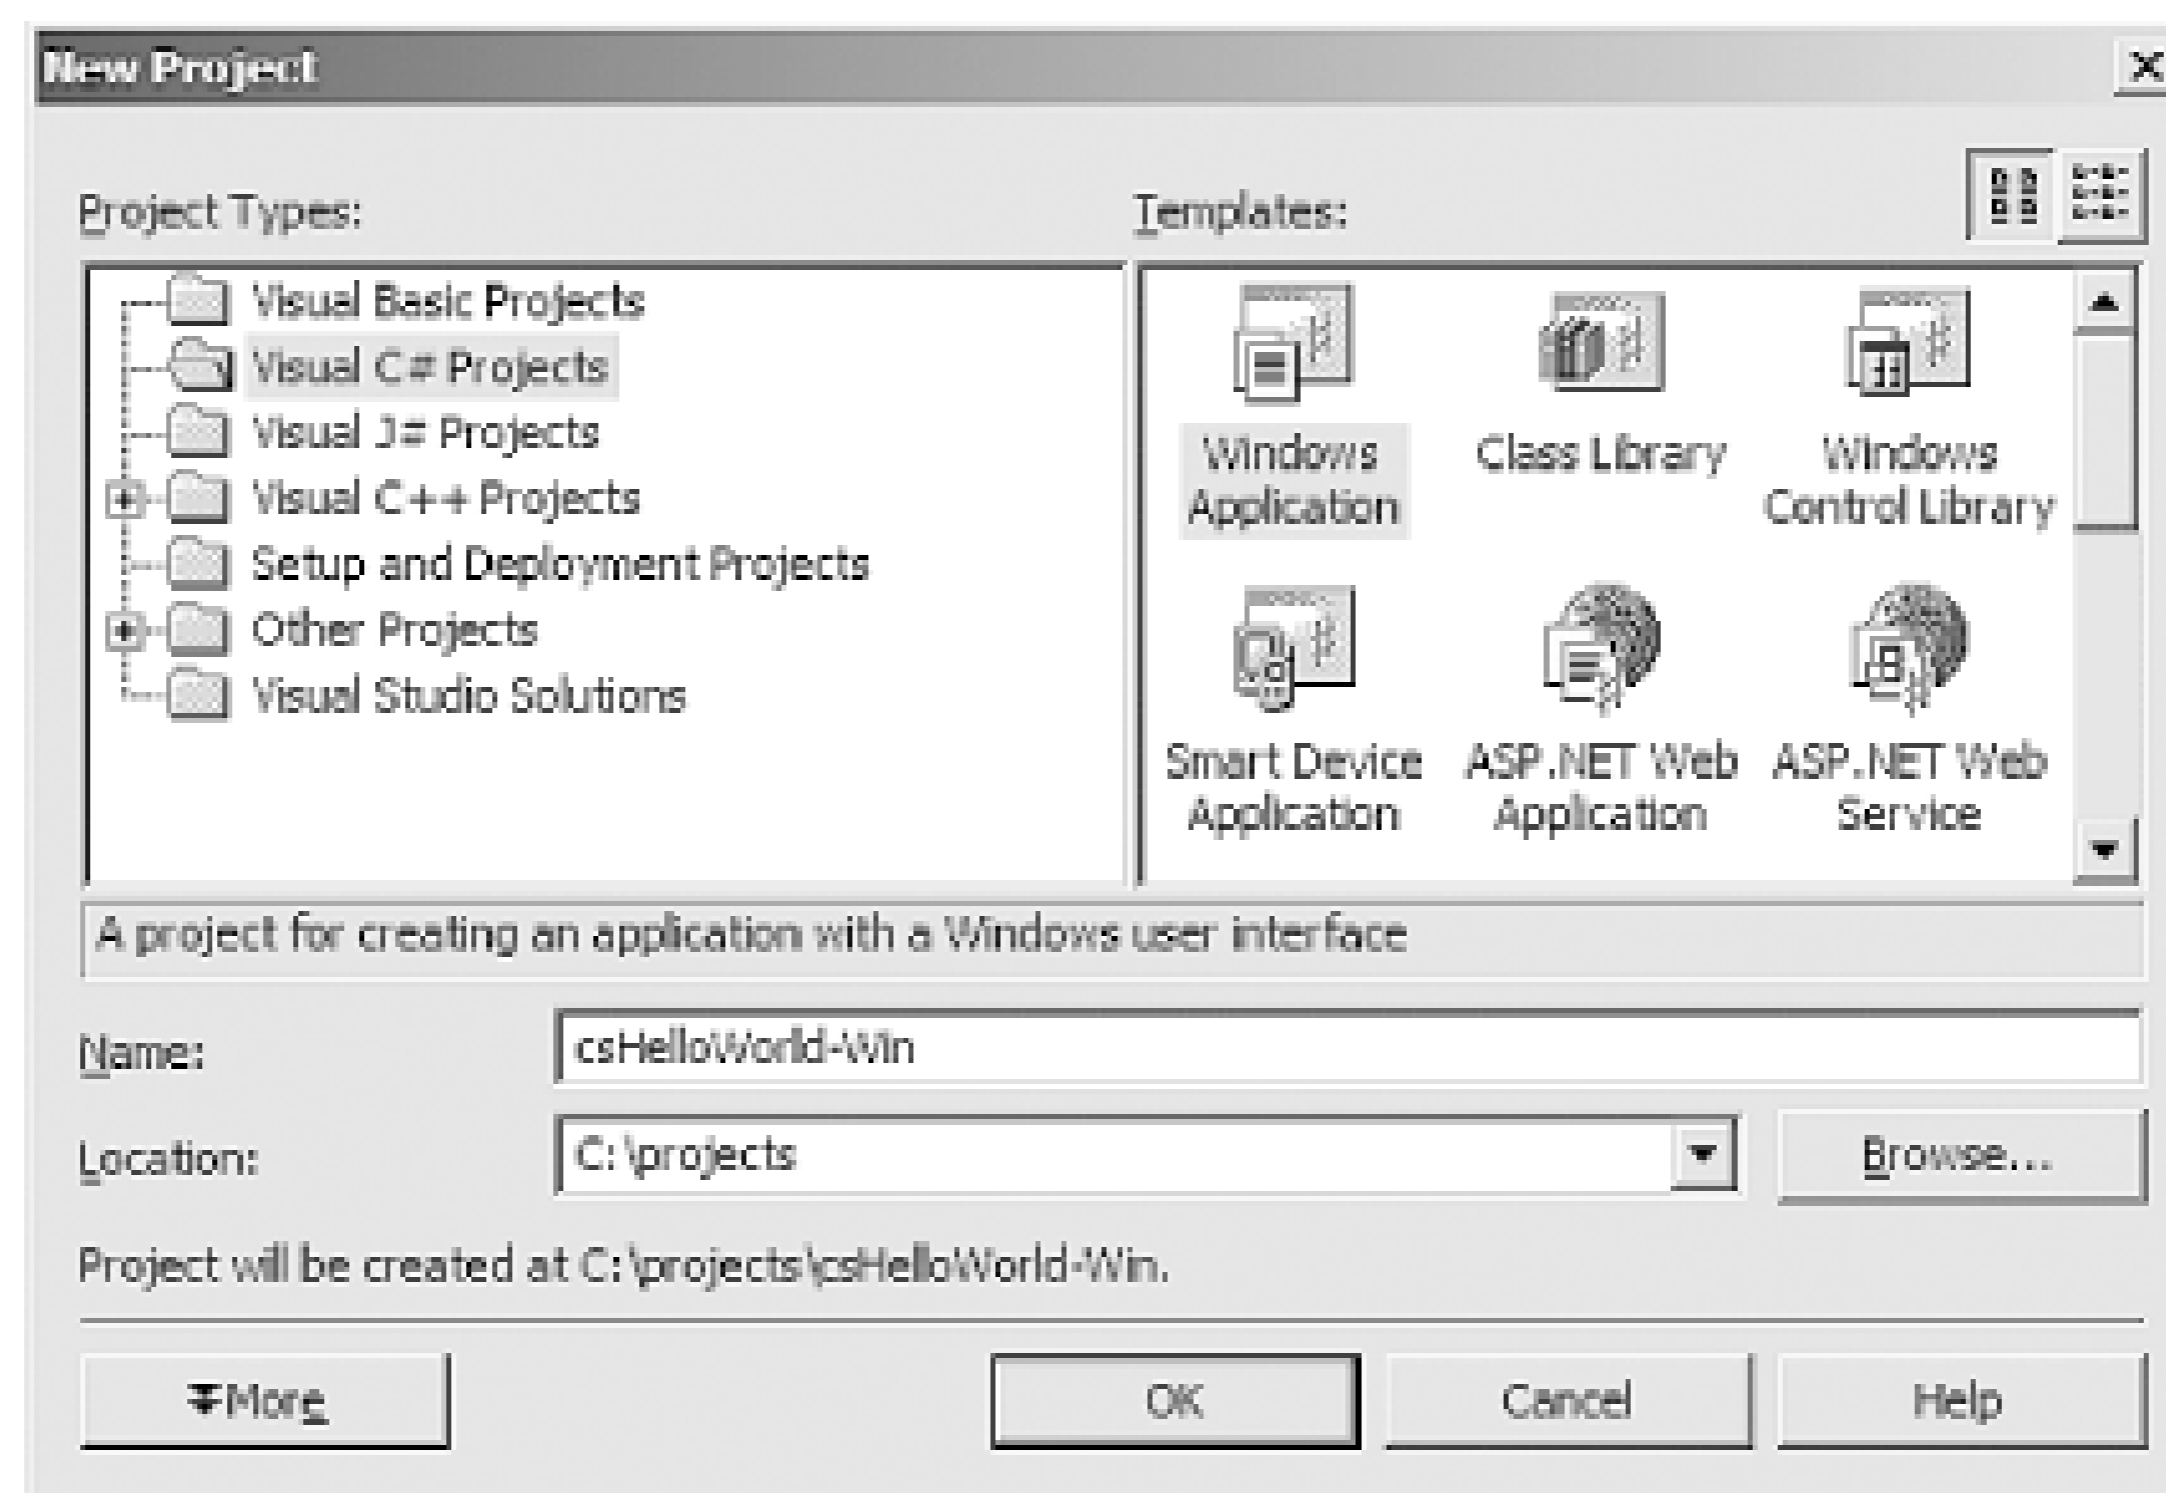 New Project
Project Types:
Templates:
Visual Basic Projects
Visual C# Projects
Visual J# Projects
Visual C++ Projects
Setup and Deployment Projects
Other Projects
Visual Studio Solutions
Windows
Application
Class Library
Windows
Control Library
Smart Device
Application
ASP.NET Web
Application
ASP.NET Web
Service
A project for creating an application with a Windows user interface
Name:
csHelloWorld-Win
Location:
C:\projects
Browse...
Project will be created at C:\projects\csHelloWorld-Win.
More
OK
Cancel
Help